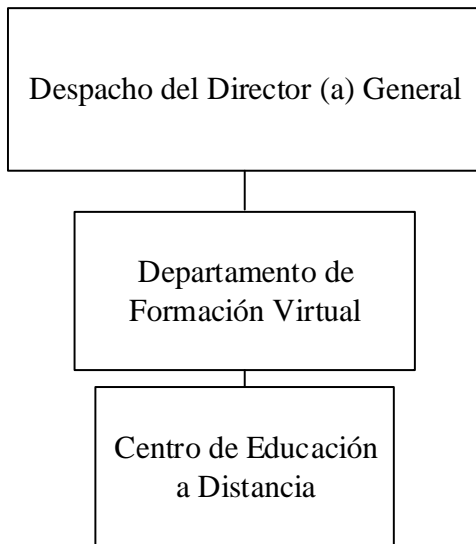 Despacho del Director (a) General
Departamento de
Formación Virtual
Centro de Educación
a Distancia